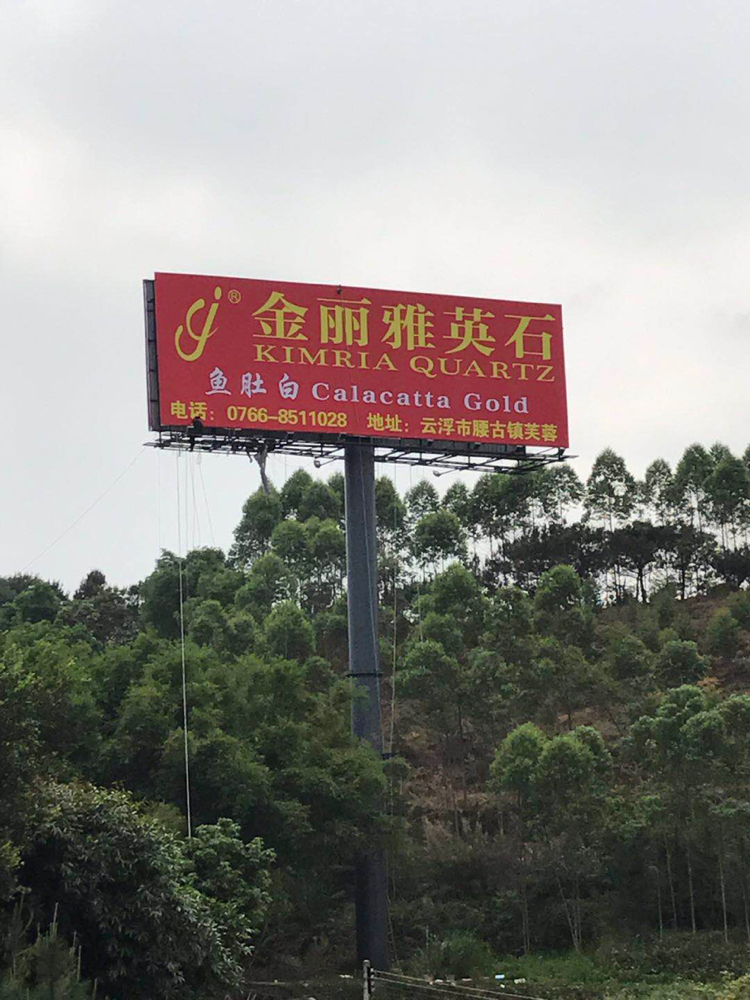 ®
金丽雅英石
KIMRIA QUARTZ
鱼肚白 Calacatta Gold
电话：0766-8511028 地址：云浮市腰古镇芙蓉